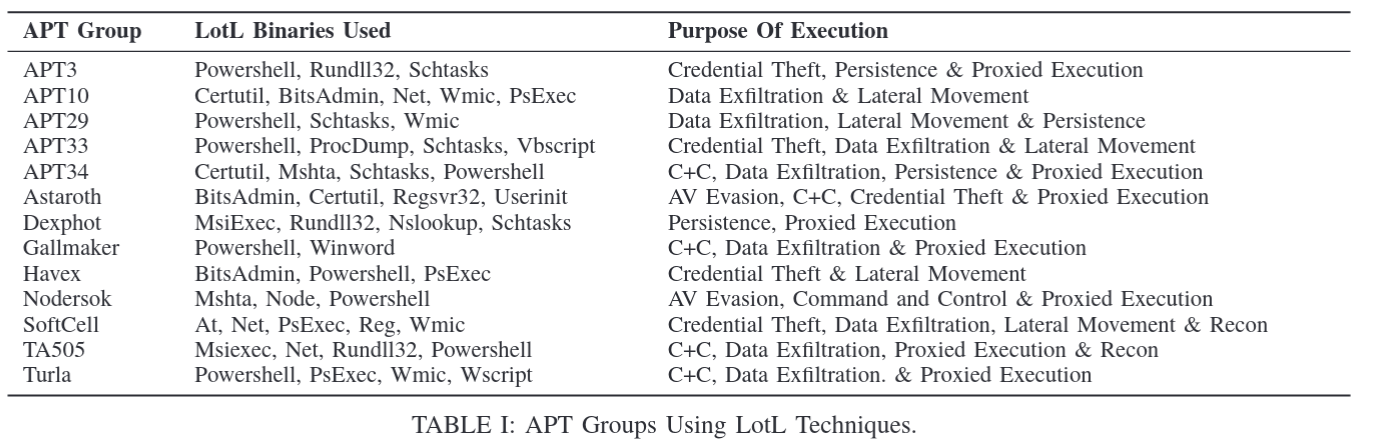 APT Group LotL Binaries Used Purpose Of Execution
APT3 Powershell, Rundll32, Schtasks Credential Theft, Persistence & Proxied Execution
APT10 Certutil, BitsAdmin, Net, Wmic, PsExec Data Exfiltration & Lateral Movement
APT29 Powershell, Schtasks, Wmic Data Exfiltration, Lateral Movement & Persistence
APT33 Powershell, ProcDump, Schtasks, Vbscript Credential Theft, Data Exfiltration & Lateral Movement
APT34 Certutil, Mshta, Schtasks, Powershell C+C, Data Exfiltration, Persistence & Proxied Execution
Astaroth BitsAdmin, Certutil, Regsvr32, Userinit AV Evasion, C+C, Credential Theft & Proxied Execution
Dexphot MsiExec, Rundll32, Nslookup, Schtasks Persistence, Proxied Execution
Gallmaker Powershell, Winword C+C, Data Exfiltration & Proxied Execution
Havex BitsAdmin, Powershell, PsExec Credential Theft & Lateral Movement
Nodersok Mshta, Node, Powershell AV Evasion, Command and Control & Proxied Execution
SoftCell At, Net, PsExec, Reg, Wmic Credential Theft, Data Exfiltration, Lateral Movement & Recon
TA505 Msiexec, Net, Rundll32, Powershell C+C, Data Exfiltration, Proxied Execution & Recon
Turla Powershell, PsExec, Wmic, Wscript C+C, Data Exfiltration. & Proxied Execution
TABLE I: APT Groups Using LotL Techniques.